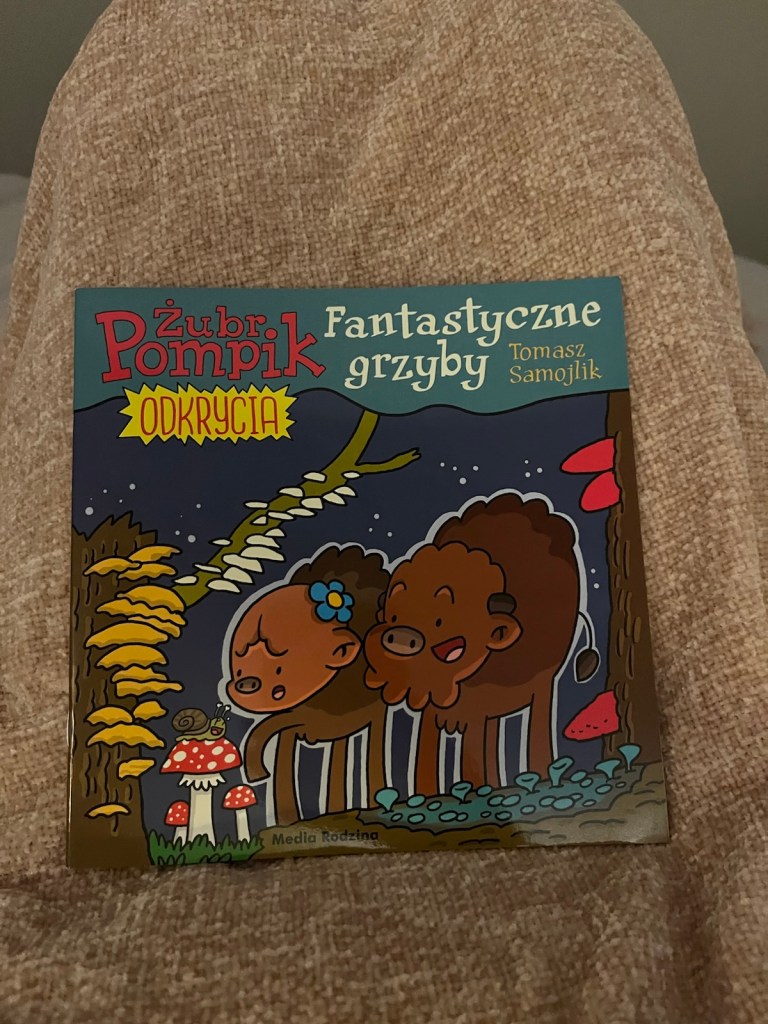 Żubr
Pompik
ODKRYCIA
Fantastyczne
grzyby
Tomasz
Samojlik
Media Rodzina